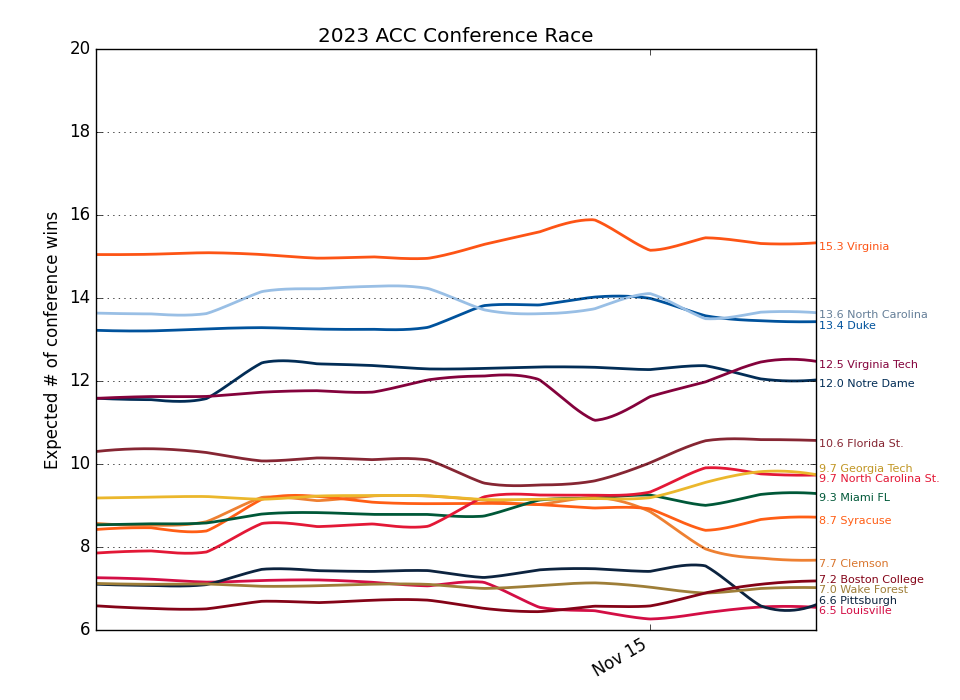 2023 ACC Conference Race
Expected # of conference wins
20
18
16
14
12
10
8
6
Nov 15
15.3 Virginia
13.6 North Carolina
13.4 Duke
12.5 Virginia Tech
12.0 Notre Dame
10.6 Florida St.
9.7 Georgia Tech
9.7 North Carolina St.
9.3 Miami FL
8.7 Syracuse
7.7 Clemson
7.2 Boston College
7.0 Wake Forest
6.6 Pittsburgh
6.5 Louisville